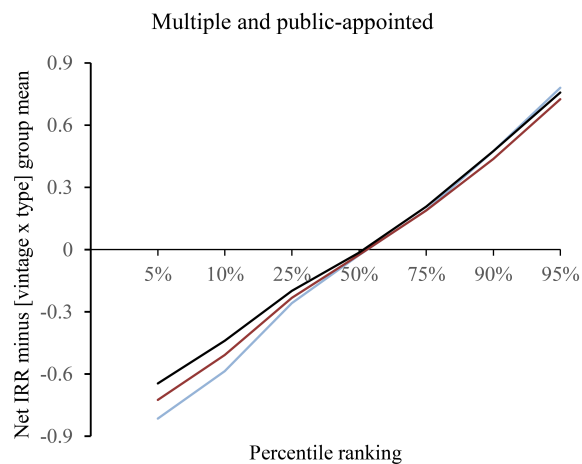 Multiple and public-appointed
Net IRR minus [vintage x type] group mean
0.9
0.6
0.3
0
-0.3
-0.6
-0.9
5% 10% 25% 50% 75% 90% 95%
Percentile ranking